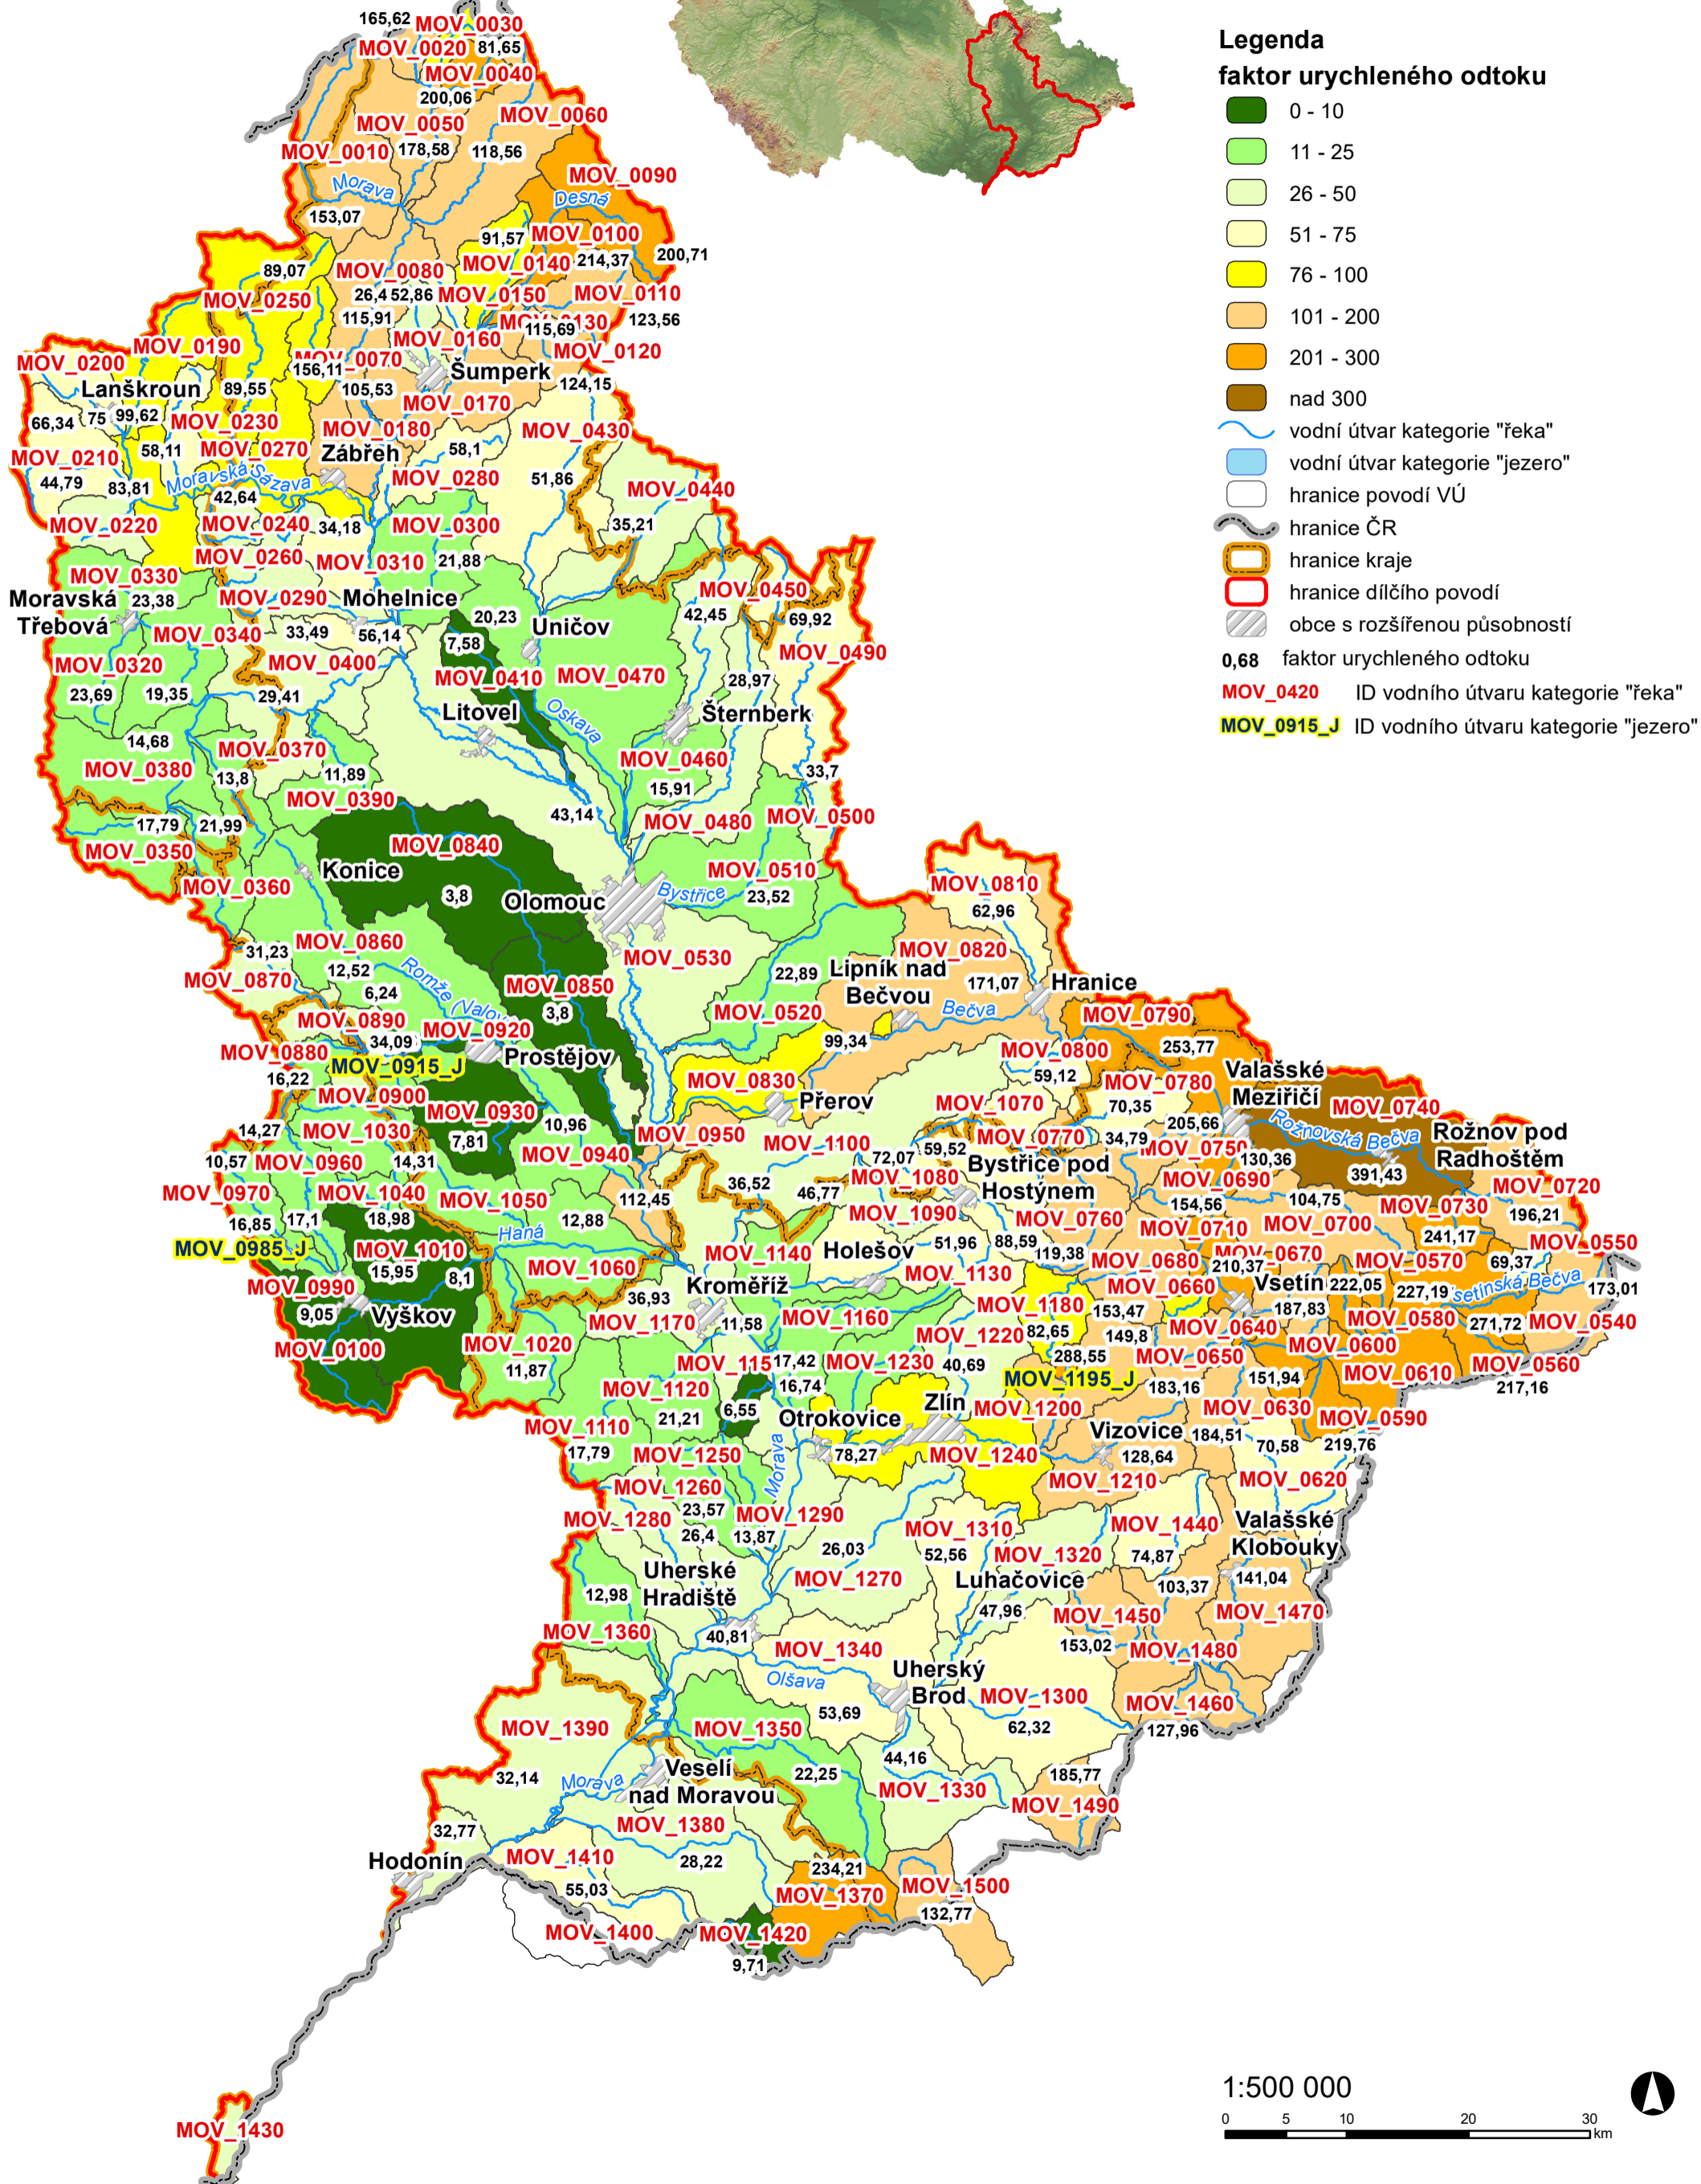 165,62
MOV_0030
MOV_0020
81,65
MOV_0040
200,06
MOV_0060
MOV_0050
178,58
118,56
MOV_0010
MOV_0090
Morava
Desná
153,07
91,57
MOV_0100
200,71
89,07
MOV_0080
MOV_0140
214,37
MOV_0250
26,4
52,86
MOV_0150
MOV_0110
115,91
115,69
123,56
MOV_0190
MOV_0160
MOV_0120
MOV_0200
MOV_0070
156,11
Šumperk
Lanškroun
89,55
105,53
124,15
66,34
75
99,62
MOV_0230
MOV_0170
MOV_0180
MOV_0430
58,11
MOV_0270
Zábřeh
58,1
MOV_0210
44,79
83,81
Moravská Sázava
MOV_0280
51,86
MOV_0440
42,64
MOV_0220
MOV_0240
34,18
MOV_0300
35,21
MOV_0260
MOV_0310
21,88
MOV_0330
23,38
MOV_0290
Mohelnice
MOV_0450
Moravská
Třebová
MOV_0340
33,49
56,14
20,23
Uničov
42,45
69,92
7,58
MOV_0320
MOV_0400
MOV_0410
MOV_0470
MOV_0490
23,69
19,35
29,41
28,97
Litovel
Oskava
Šternberk
14,68
MOV_0370
MOV_0380
13,8
11,89
MOV_0460
33,7
MOV_0390
15,91
43,14
17,79
21,99
MOV_0480
MOV_0500
MOV_0350
MOV_0840
MOV_0360
Konice
MOV_0510
3,8
Olomouc
Bystřice
23,52
MOV_0810
62,96
31,23
MOV_0860
MOV_0530
MOV_0820
MOV_0870
12,52
Romže (Valov
22,89
Lipník nad
Bečvou
171,07
Hranice
6,24
MOV_0850
3,8
MOV_0520
Bečva
MOV_0790
MOV_0890
34,09
MOV_0920
99,34
253,77
MOV_0880
MOV_0915_J
Prostějov
MOV_0800
59,12
16,22
MOV_0830
MOV_0780
Valašské
Meziříčí
MOV_0900
MOV_0930
Přerov
MOV_1070
70,35
MOV_0740
14,27
MOV_1030
7,81
10,96
MOV_0950
MOV_1100
MOV_0770
34,79
205,66
Rožnovská Bečva
Rožnov pod
Radhoštěm
10,57
MOV_0960
14,31
MOV_0940
72,07
59,52
MOV_0750
130,36
391,43
MOV_0970
MOV_1040
MOV_1050
112,45
36,52
46,77
MOV_1080
Bystřice pod
Hostýnem
MOV_0690
104,75
MOV_0720
16,85
17,1
18,98
12,88
MOV_1090
MOV_0760
154,56
MOV_0730
196,21
MOV_0985_J
MOV_1010
Haná
MOV_1140
Holešov
51,96
88,59
119,38
MOV_0710
MOV_0700
241,17
MOV_0550
15,95
8,1
MOV_1060
MOV_1130
MOV_0680
MOV_0670
210,37
MOV_0570
69,37
MOV_0990
36,93
Kroměříž
MOV_0660
Vsetín
222,05
227,19
setínská Bečva
173,01
9,05
Vyškov
MOV_1170
11,58
MOV_1160
MOV_1180
153,47
187,83
MOV_0580
271,72
MOV_0540
MOV_0100
MOV_1020
MOV_1220
82,65
149,8
MOV_0640
MOV_0600
11,87
MOV_115
17,42
MOV_1230
40,69
288,55
MOV_0650
MOV_0610
MOV_0560
MOV_1120
16,74
MOV_1195_J
183,16
151,94
217,16
21,21
6,55
Otrokovice
Zlín
MOV_1200
MOV_0630
MOV_0590
MOV_1110
Vizovice
184,51
70,58
219,76
17,79
MOV_1250
78,27
MOV_1240
128,64
MOV_1260
Morava
MOV_1210
MOV_0620
23,57
MOV_1280
MOV_1290
MOV_1310
MOV_1440
Valašské
Klobouky
26,4
13,87
26,03
52,56
MOV_1320
74,87
Uherské
Hradiště
MOV_1270
Luhačovice
103,37
141,04
12,98
47,96
MOV_1450
MOV_1470
MOV_1360
40,81
MOV_1340
153,02
MOV_1480
Olšava
Uherský
Brod
MOV_1300
MOV_1460
MOV_1390
MOV_1350
53,69
62,32
127,96
44,16
32,14
Morava
Veselí
nad Moravou
22,25
MOV_1330
185,77
MOV_1490
32,77
MOV_1380
Hodonín
MOV_1410
28,22
234,21
55,03
MOV_1370
MOV_1500
MOV_1400
MOV_1420
132,77
9,71
MOV_1430
Legenda
faktor urychleného odtoku
0 - 10
11 - 25
26 - 50
51 - 75
76 - 100
101 - 200
201 - 300
nad 300
vodní útvar kategorie "řeka"
vodní útvar kategorie "jezero"
hranice povodí VÚ
hranice ČR
hranice kraje
hranice dílčího povodí
obce s rozšířenou působností
0,68 faktor urychleného odtoku
MOV_0420 ID vodního útvaru kategorie "řeka"
MOV_0915_J ID vodního útvaru kategorie "jezero"
1:500 000
0 5 10 20 30
km